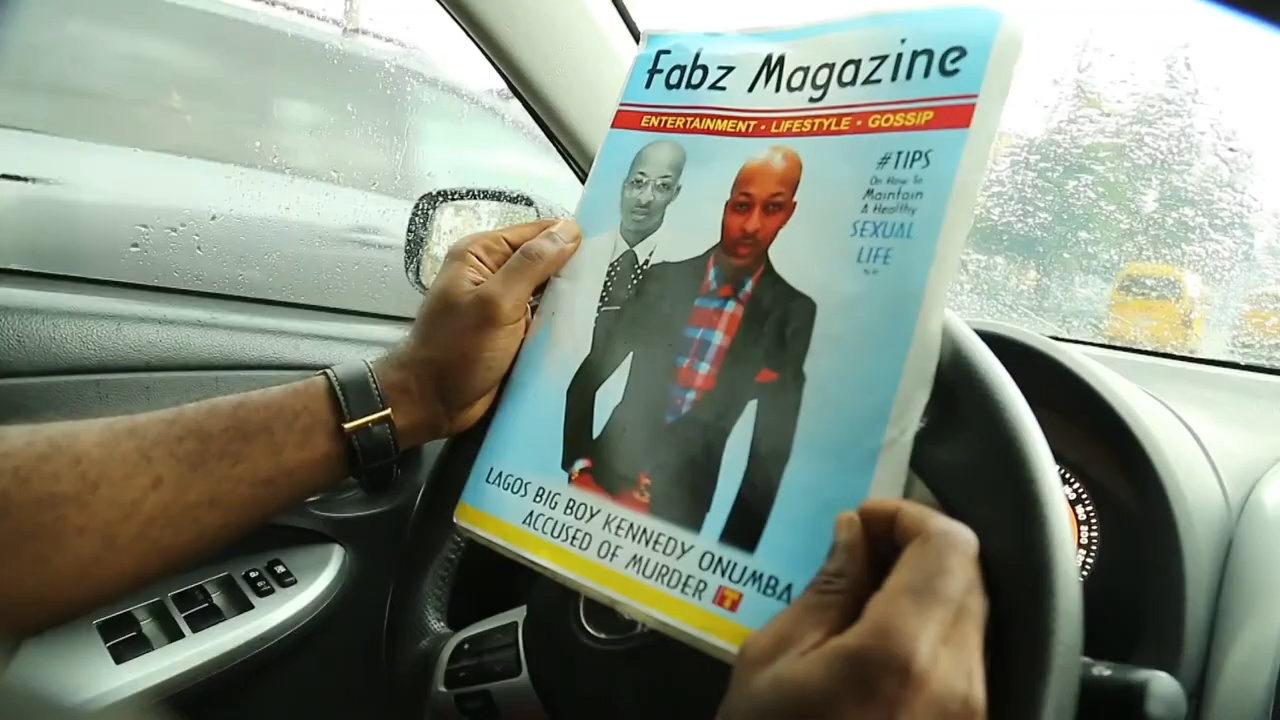 Fabz Magazine
ENTERTAINMENT • LIFESTYLE • GOSSIP
#TIPS
On How To
Maintain
A Healthy
SEXUAL
LIFE
LAGOS BIG BOY KENNEDY ONUMBA
ACCUSED OF MURDER